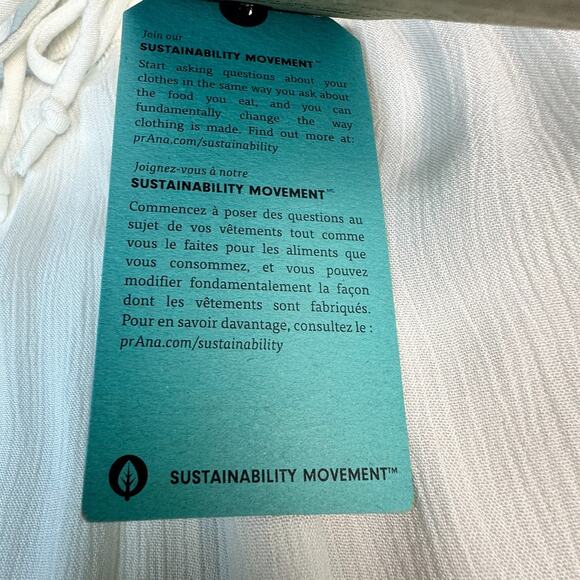 Join our
SUSTAINABILITY MOVEMENT™
Start asking questions about your
clothes in the same way you ask about
the food you eat, and you can
fundamentally change the way
clothing is made. Find out more at:
prAna.com/sustainability
Joignez-vous à notre
SUSTAINABILITY MOVEMENT MC
Commencez à poser des questions au
sujet de vos vêtements tout comme
vous le faites pour les aliments que
vous consommez, et vous pouvez
modifier fondamentalement la façon
dont les vêtements sont fabriqués.
Pour en savoir davantage, consultez le :
prAna.com/sustainability
SUSTAINABILITY MOVEMENT™